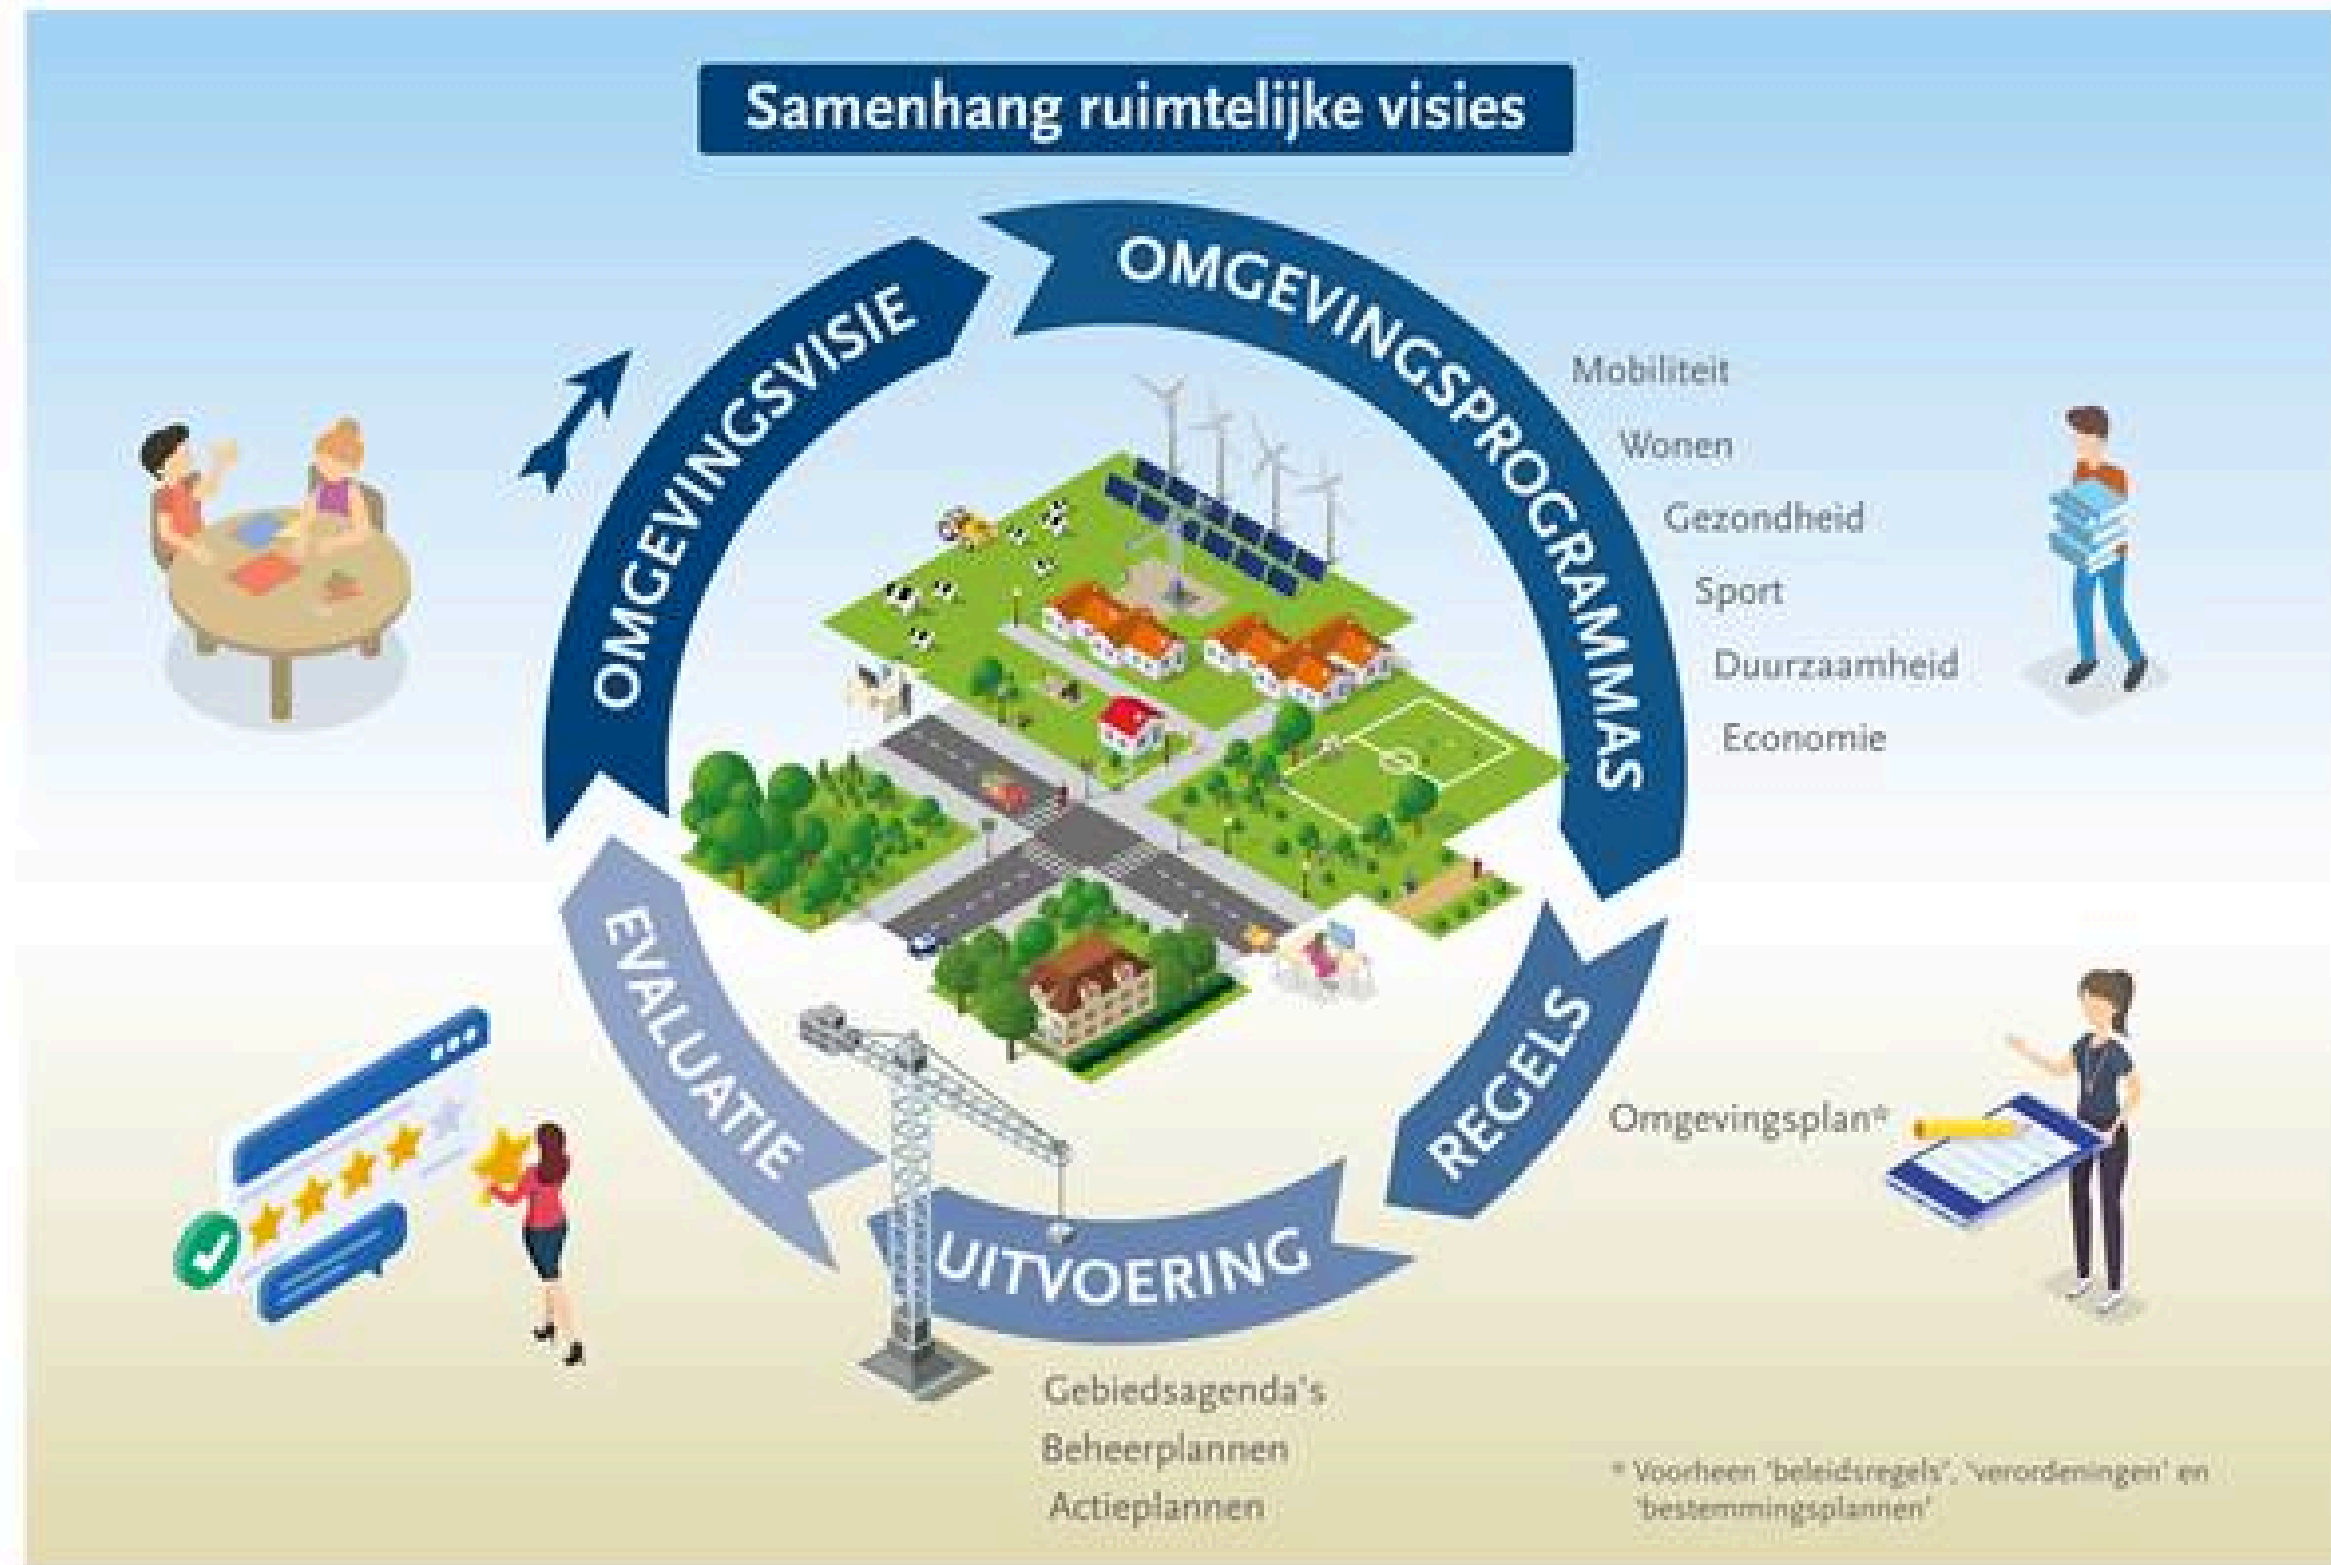 Samenhang ruimtelijke visies
OMGEVINGSVISIE
OMGEVINGSPROGRAMMAS
Mobiliteit
Wonen
Gezondheid
Sport
Duurzaamheid
Economie
REGELS
Omgevingsplan*
UITVOERING
Gebiedsagenda's
Beheerplannen
Actieplannen
EVALUATIE
* Voorheen 'beleidsregels', 'verordeningen' en
'bestemmingsplannen'